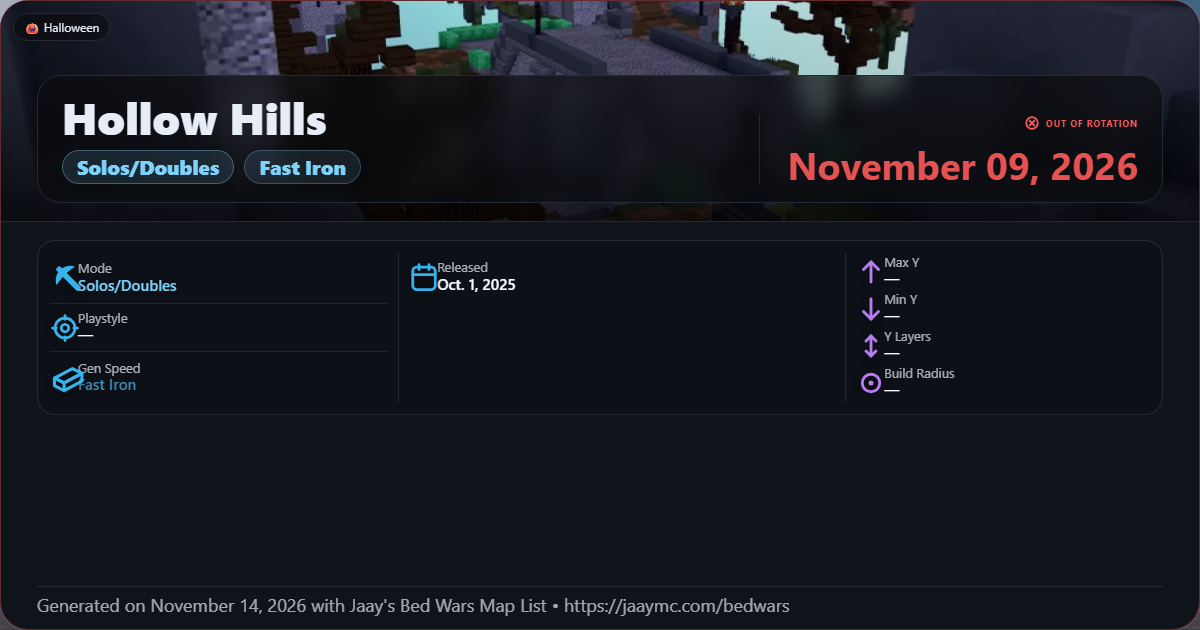 Halloween
Hollow Hills
Solos/Doubles
Fast Iron
OUT OF ROTATION
November 09, 2026
Mode
Solos/Doubles
Playstyle
—
Gen Speed
Fast Iron
Released
Oct. 1, 2025
Max Y
—
Min Y
—
Y Layers
—
Build Radius
—
Generated on November 14, 2026 with Jaay's Bed Wars Map List • https://jaaymc.com/bedwars